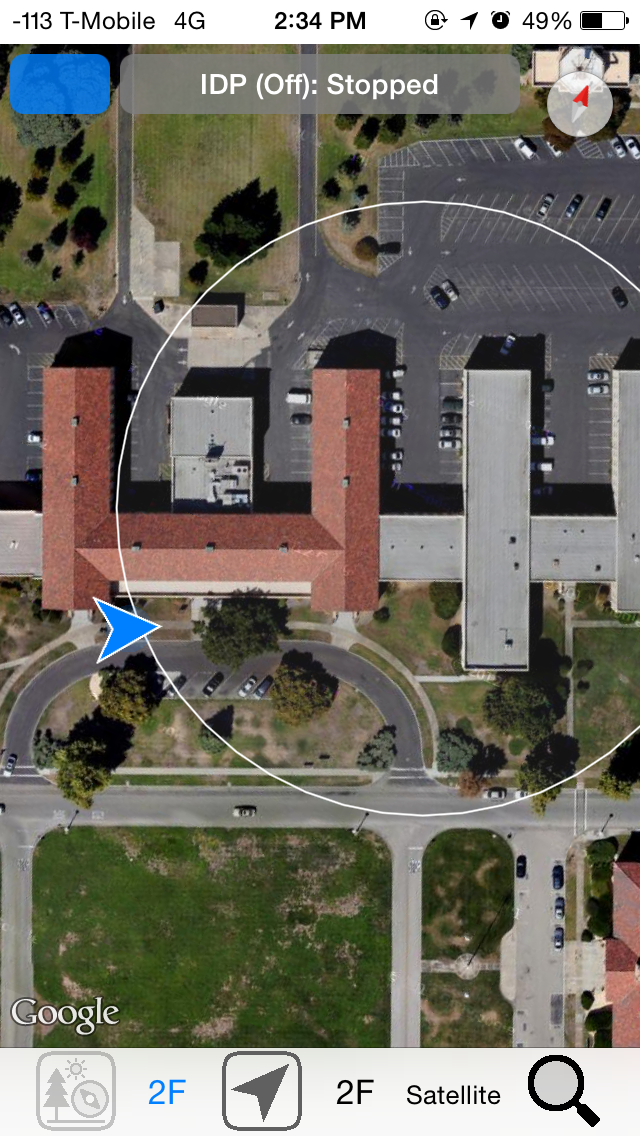 -113 T-Mobile 4G 2:34 PM 49%
IDP (Off): Stopped
Google
2F 2F Satellite